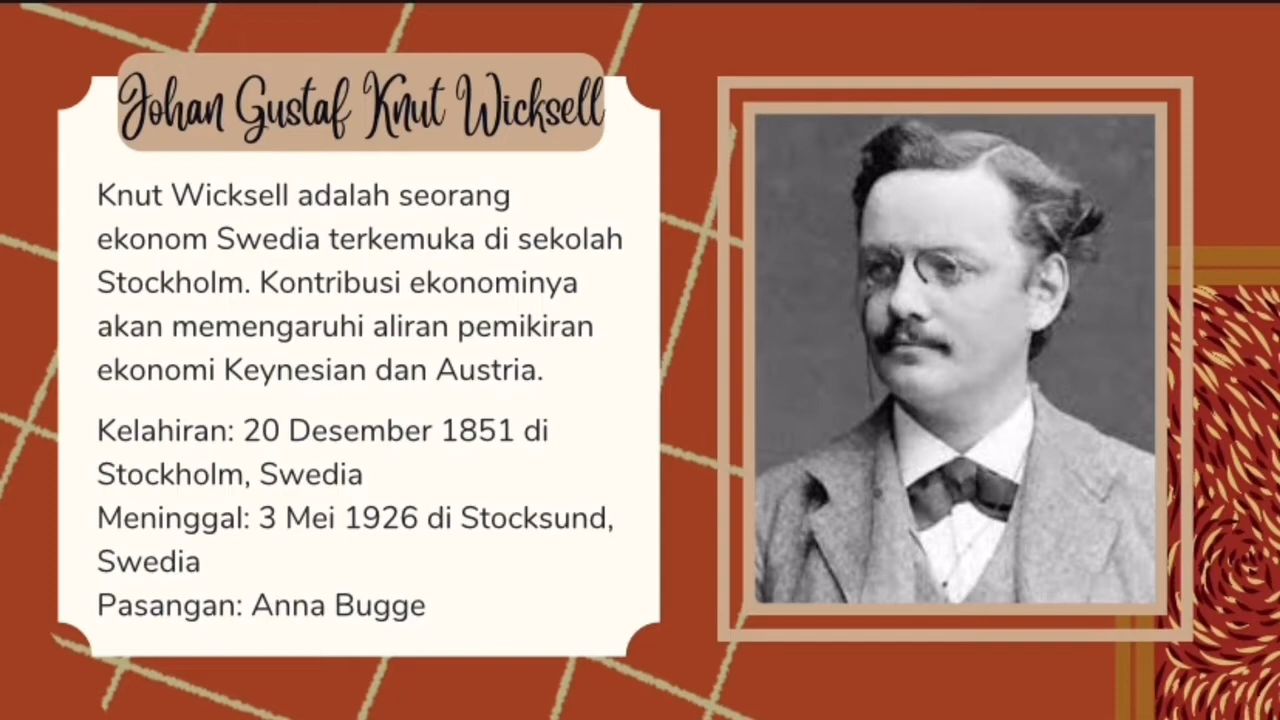 Johan Gustaf Knut Wicksell
Knut Wicksell adalah seorang
ekonom Swedia terkemuka di sekolah
Stockholm. Kontribusi ekonominya
akan memengaruhi aliran pemikiran
ekonomi Keynesian dan Austria.
Kelahiran: 20 Desember 1851 di
Stockholm, Swedia
Meninggal: 3 Mei 1926 di Stocksund,
Swedia
Pasangan: Anna Bugge